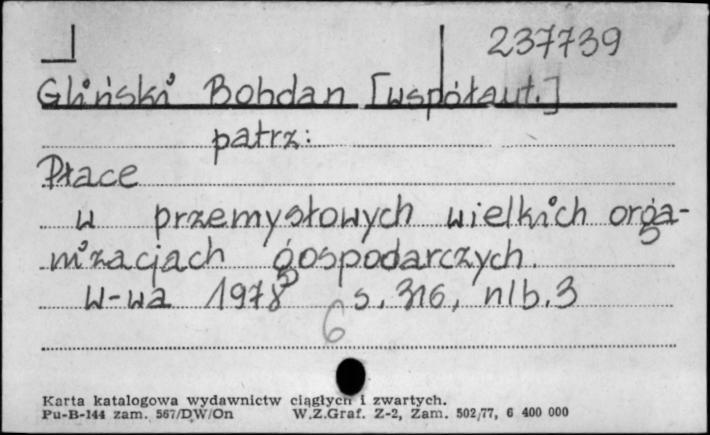 237739
Gliński Bohdan [współaut.]
patrz:
Płace
w przemysłowych wielkich orga-
nizacjach gospodarczych.
W-wa 1978 s. 316, nlb. 3
6
Karta katalogowa wydawnictw ciągłych i zwartych.
Pu-B-144 zam. 567/DW/On W.Z.Graf. Z-2, Zam. 502/77, 6 400 000